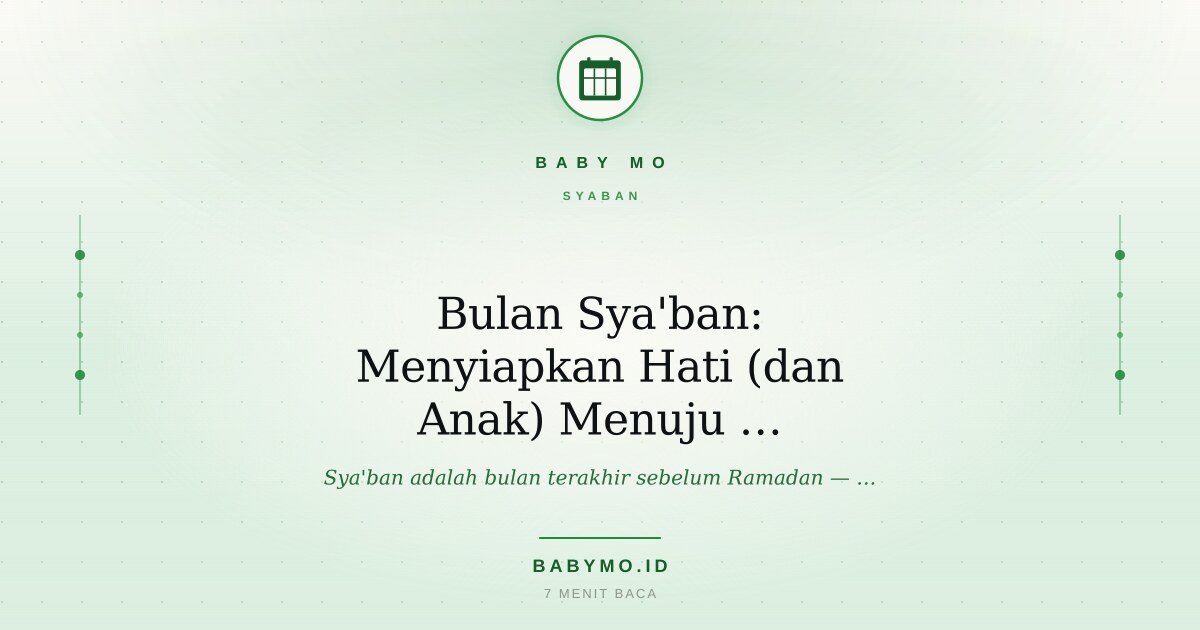 BABY MO
SYABAN
Bulan Sya'ban:
Menyiapkan Hati (dan
Anak) Menuju …
Sya'ban adalah bulan terakhir sebelum Ramadan — …
BABYMO.ID
7 MENIT BACA